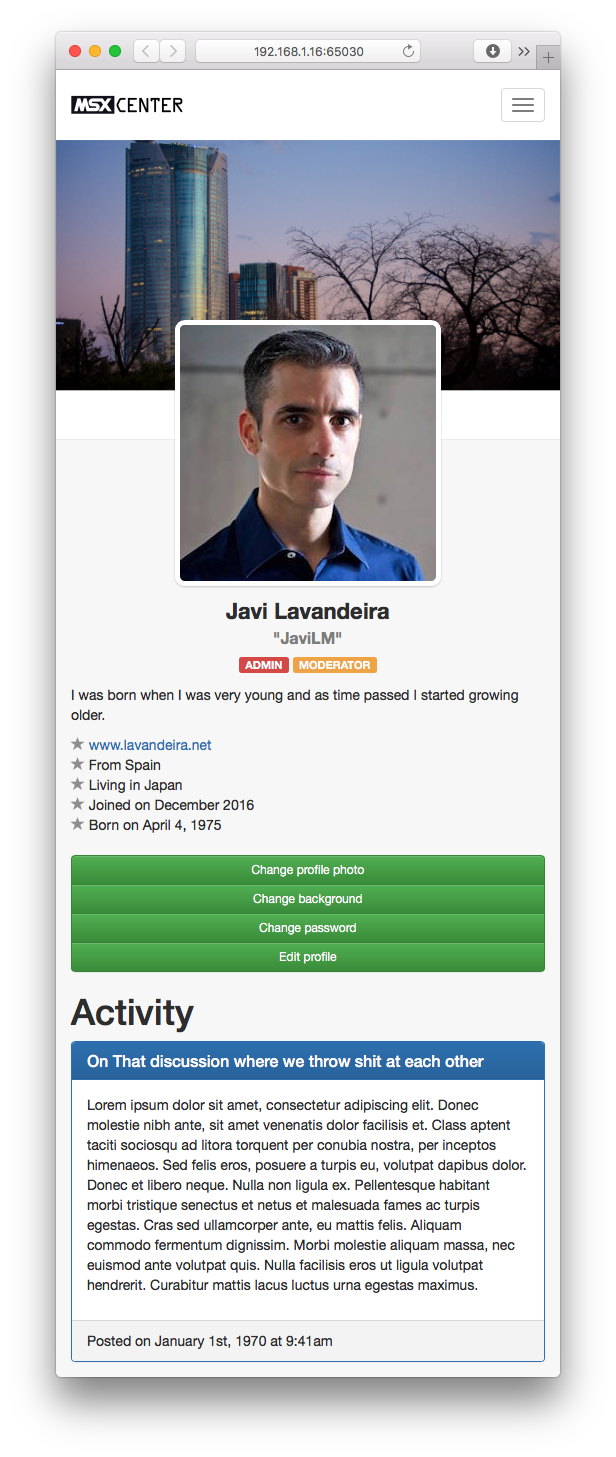 192.168.1.16:65030
MSX CENTER
Javi Lavandeira
"JaviLM"
ADMIN MODERATOR
I was born when I was very young and as time passed I started growing
older.
www.lavandeira.net
From Spain
Living in Japan
Joined on December 2016
Born on April 4, 1975
Change profile photo
Change background
Change password
Edit profile
Activity
On That discussion where we throw shit at each other
Lorem ipsum dolor sit amet, consectetur adipiscing elit. Donec
molestie nibh ante, sit amet venenatis dolor facilisis et. Class aptent
taciti sociosqu ad litora torquent per conubia nostra, per inceptos
himenaeos. Sed felis eros, posuere a turpis eu, volutpat dapibus dolor.
Donec et libero neque. Nulla non ligula ex. Pellentesque habitant
morbi tristique senectus et netus et malesuada fames ac turpis
egestas. Cras sed ullamcorper ante, eu mattis felis. Aliquam
commodo fermentum dignissim. Morbi molestie aliquam massa, nec
euismod ante volutpat quis. Nulla facilisis eros ut ligula volutpat
hendrerit. Curabitur mattis lacus luctus urna egestas maximus.
Posted on January 1st, 1970 at 9:41am